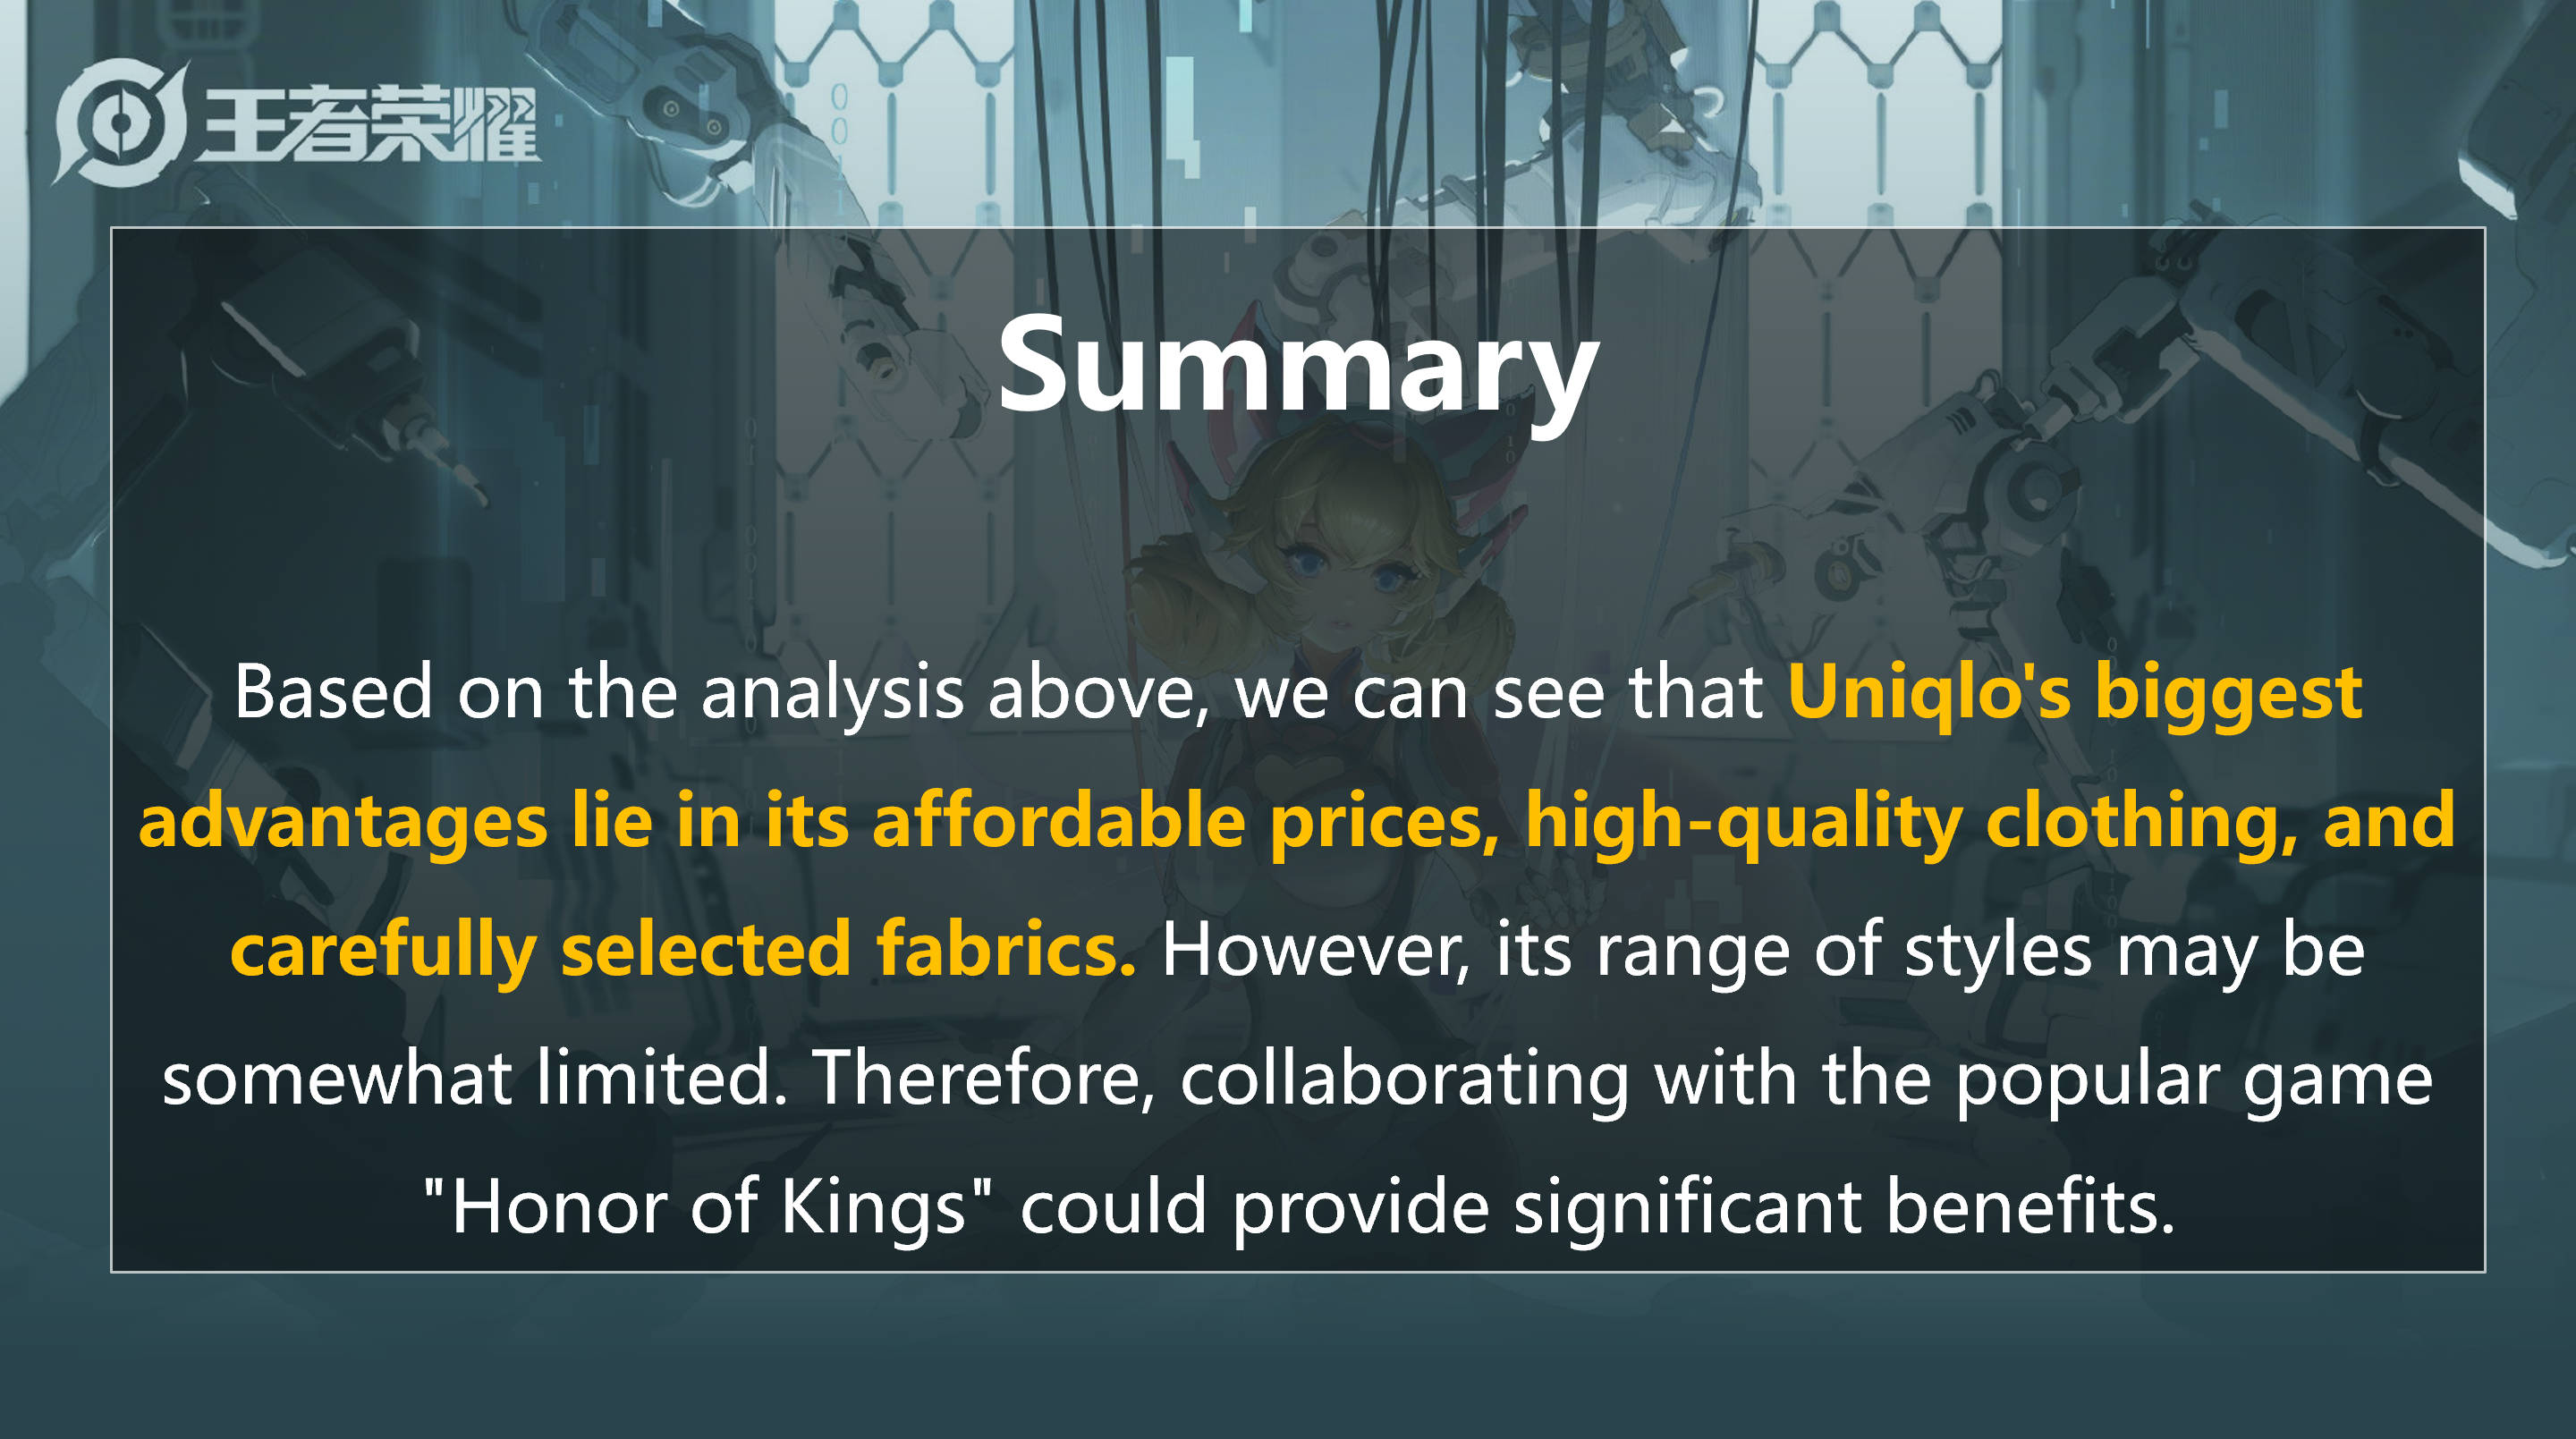 王者荣耀
Summary
Based on the analysis above, we can see that Uniqlo's biggest
advantages lie in its affordable prices, high-quality clothing, and
carefully selected fabrics. However, its range of styles may be
somewhat limited. Therefore, collaborating with the popular game
"Honor of Kings" could provide significant benefits.